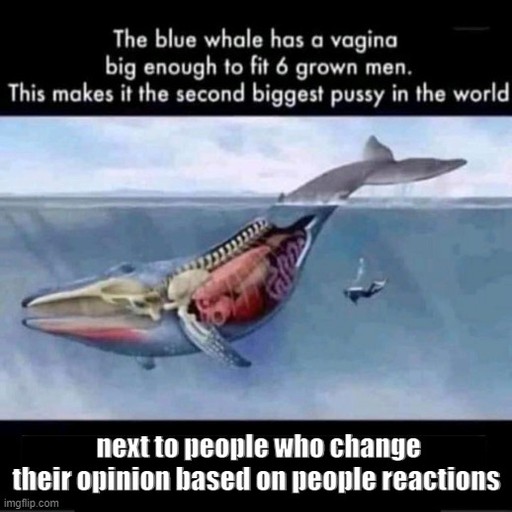 The blue whale has a vagina
big enough to fit 6 grown men.
This makes it the second biggest pussy in the world
next to people who change
their opinion based on people reactions
imgflip.com